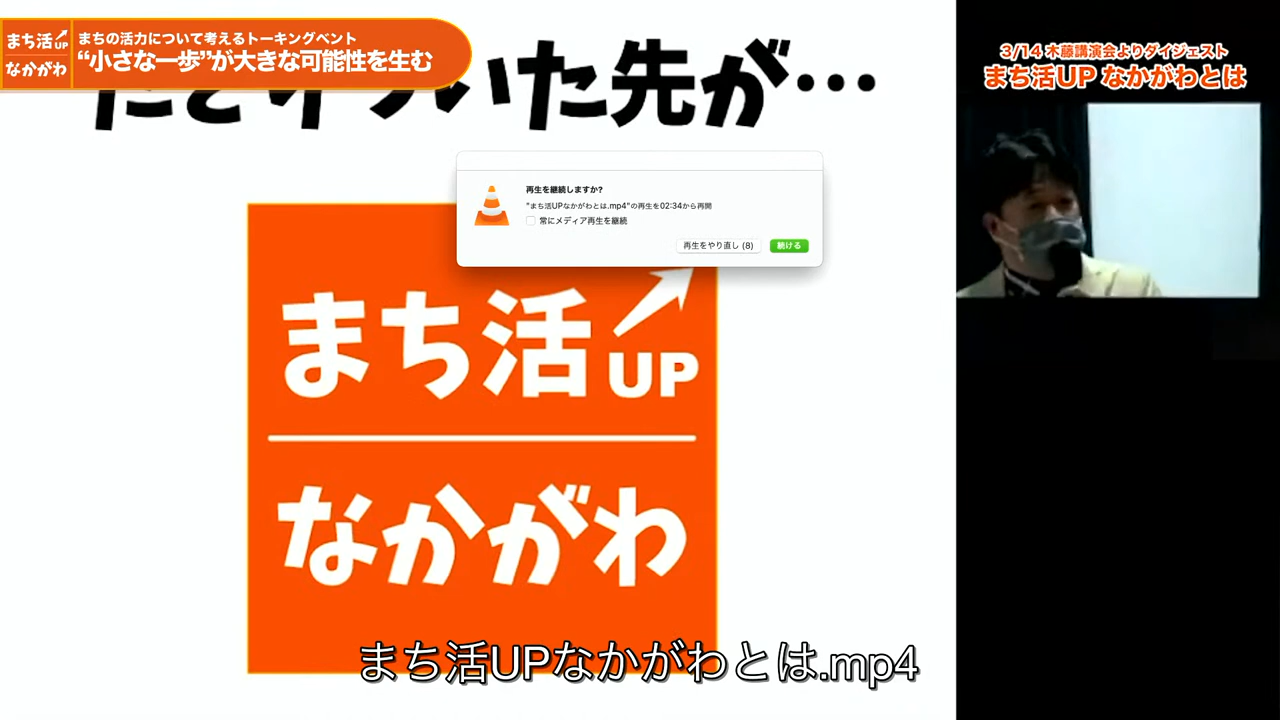 まち活UP
なかがわ
まちの活力について考えるトーキングベント
“小さな一歩”が大きな可能性を生む
たどりついた先が…
3/14 木藤講演会よりダイジェスト
まち活UP なかがわとは
再生を継続しますか?
"まち活UPなかがわとは.mp4"の再生を02:34から再開
常にメディア再生を継続
再生をやり直し (8)
続ける
まち活UP
なかがわ
まち活UPなかがわとは.mp4